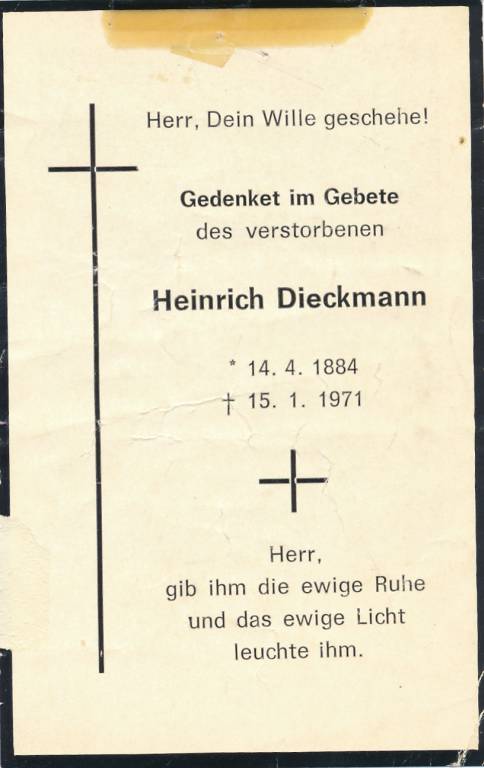 Herr, Dein Wille geschehe!
Gedenket im Gebete
des verstorbenen
Heinrich Dieckmann
* 14. 4. 1884
† 15. 1. 1971
Herr,
gib ihm die ewige Ruhe
und das ewige Licht
leuchte ihm.